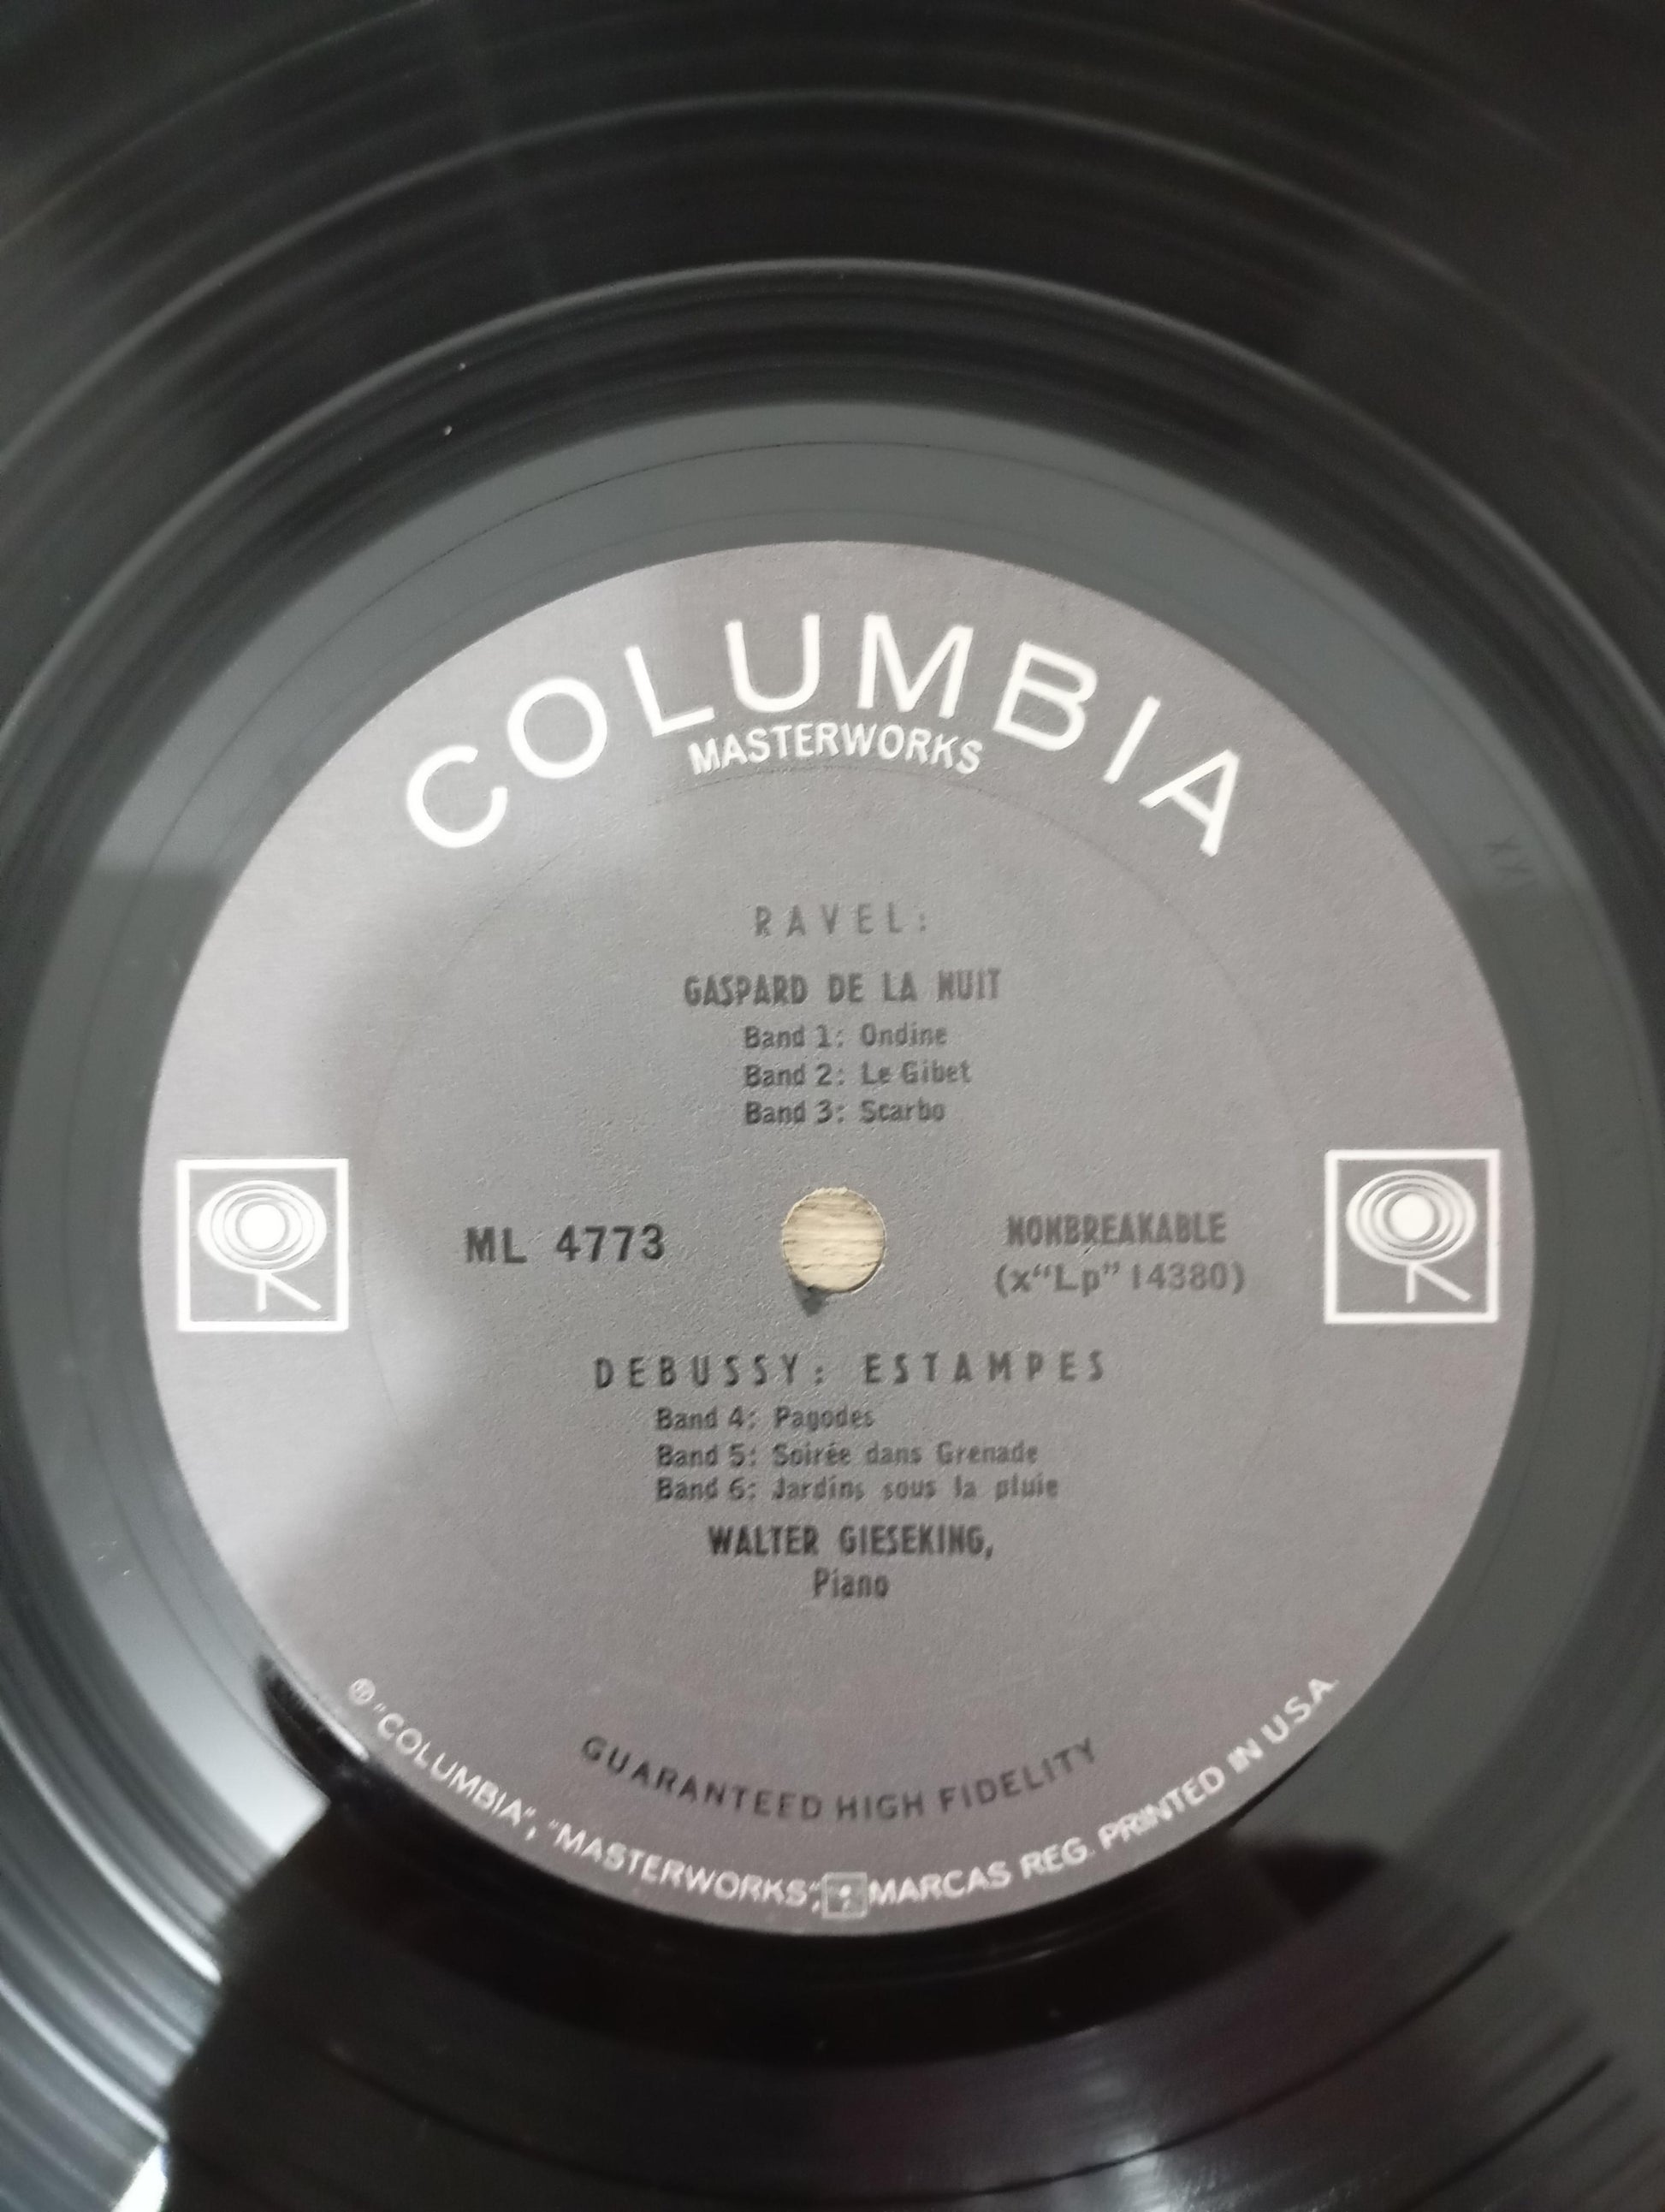 COLUMBIA
MASTERWORKS
RAVEL:
GASPARD DE LA NUIT
Band 1: Ondine
Band 2: Le Gibet
Band 3: Scarbo
ML 4773
NONBREAKABLE
(x“Lp” 14380)
DEBUSSY: ESTAMPES
Band 4: Pagodes
Band 5: Soirée dans Grenade
Band 6: Jardins sous la pluie
WALTER GIESEKING,
Piano
GUARANTEED HIGH FIDELITY
"COLUMBIA", "MASTERWORKS", MARCAS REG. PRINTED IN U.S.A.